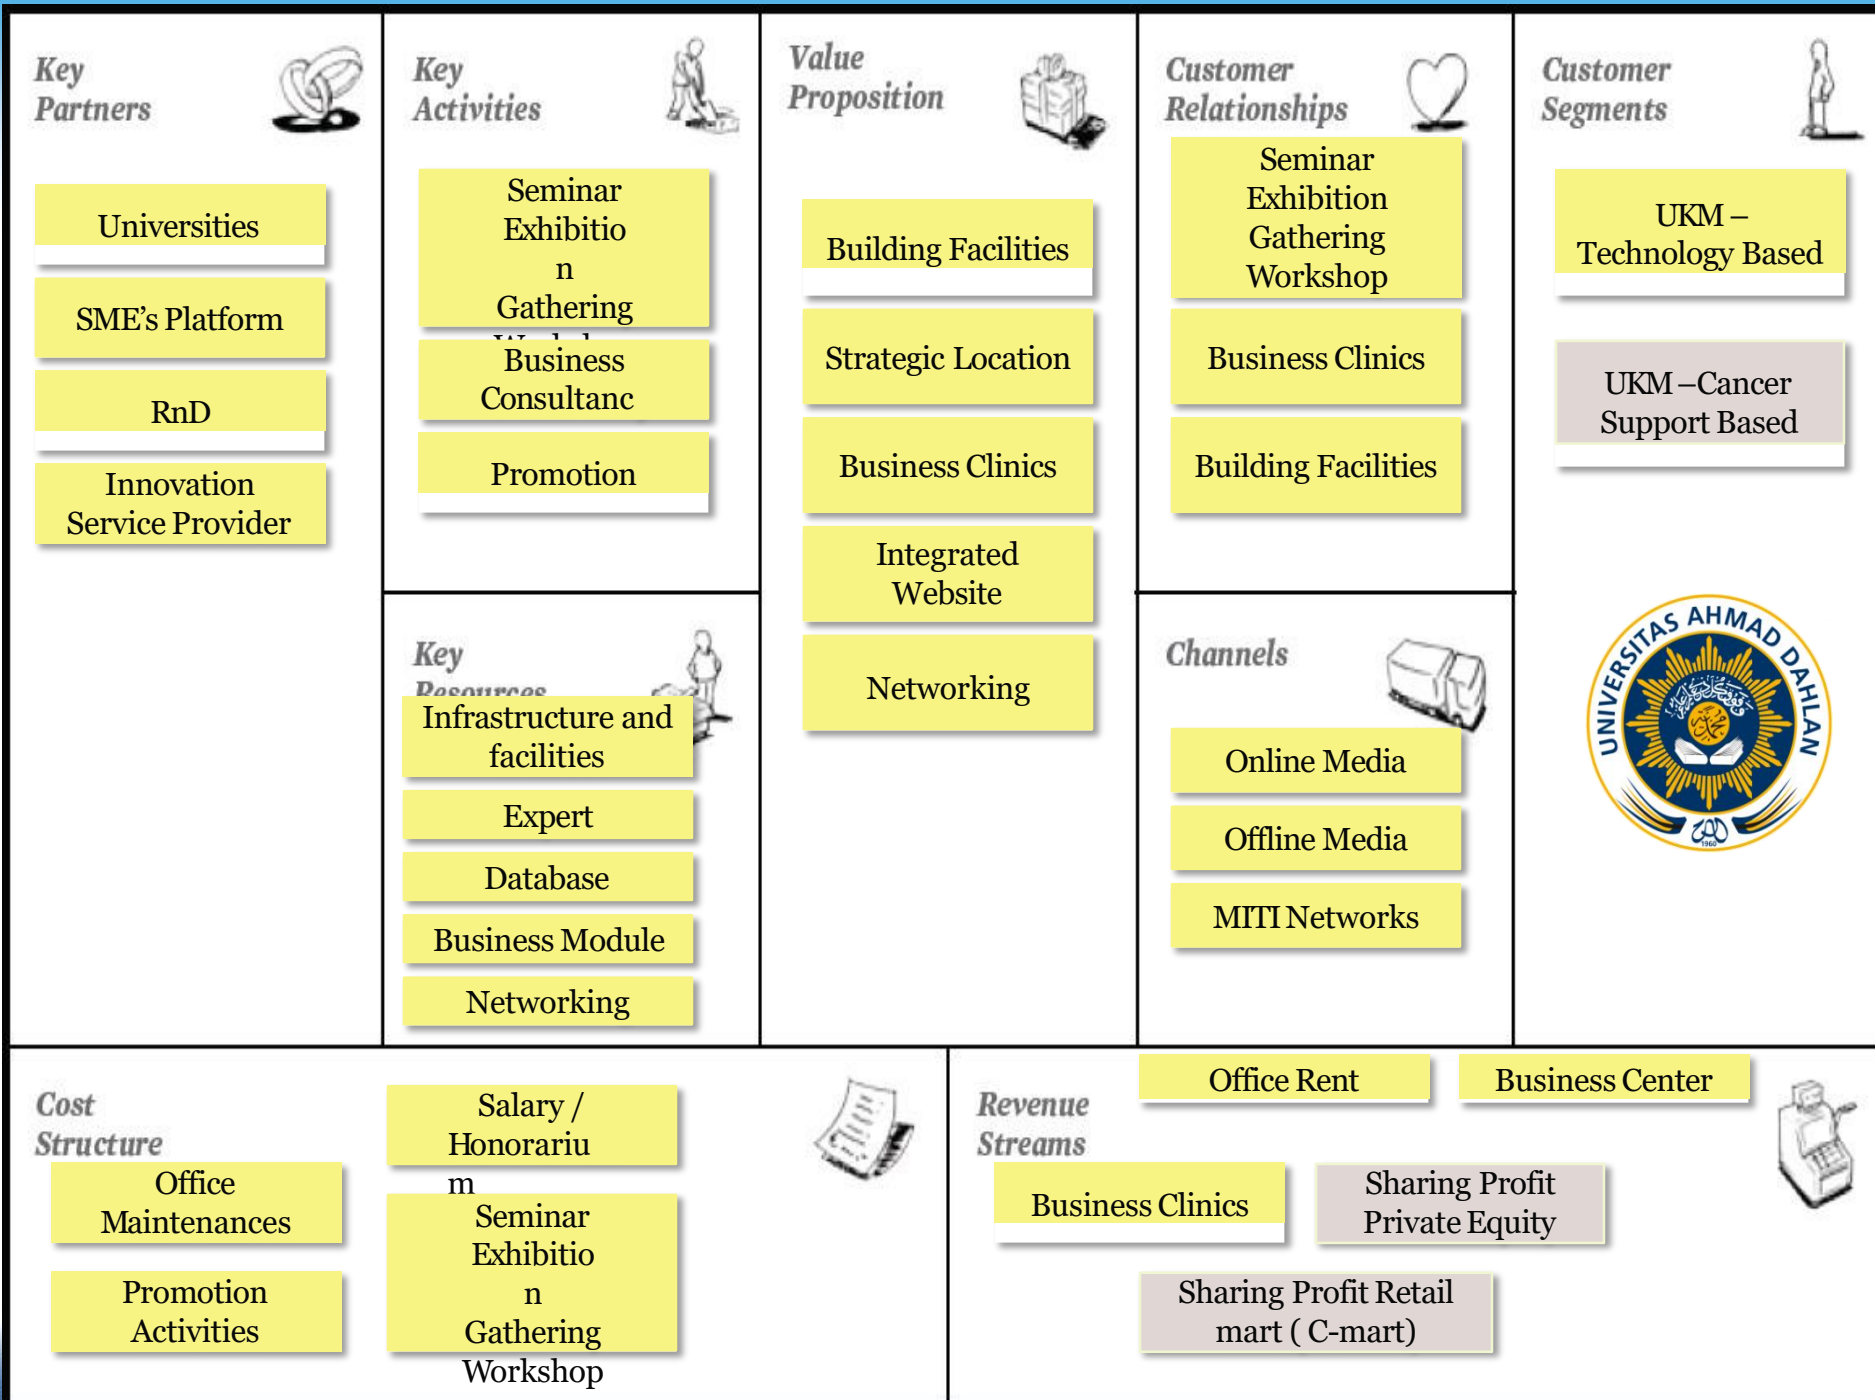 Key
Partners
Universities
SME's Platform
RnD
Innovation
Service Provider
Key
Activities
Seminar
Exhibitio
n
Gathering
Business
Consultanc
Promotion
Key
Resources
Infrastructure and
facilities
Expert
Database
Business Module
Networking
Value
Proposition
Building Facilities
Strategic Location
Business Clinics
Integrated
Website
Networking
Customer
Relationships
Seminar
Exhibition
Gathering
Workshop
Business Clinics
Building Facilities
Channels
Online Media
Offline Media
MITI Networks
Customer
Segments
UKM –
Technology Based
UKM –Cancer
Support Based
UNIVERSITAS AHMAD DAHLAN
1960
Cost
Structure
Office
Maintenances
Promotion
Activities
Salary /
Honorariu
m
Seminar
Exhibitio
n
Gathering
Workshop
Revenue
Streams
Office Rent
Business Center
Business Clinics
Sharing Profit
Private Equity
Sharing Profit Retail
mart ( C-mart)